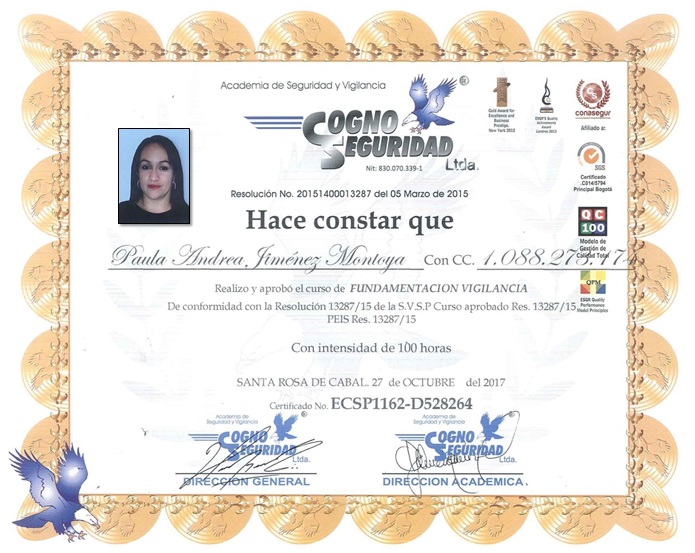 Academia de Seguridad y Vigilancia
COGNO
SEGURIDAD
Ltda.
Nit: 830.070.339-1
Gold Award for
Excellence and
Business
Prestige,
New York 2012
ESQR's Quality
Achievements
Award
Londres 2013
conasegur
Afiliado a:
SGS
Certificado
.CO14/5794
Principal Bogotá
QC
100
Modelo de
Gestión de
Calidad Total
QPM
ESQR Quality
Performance
Model Principles
Resolución No. 20151400013287 del 05 Marzo de 2015
Hace constar que
Paula Andrea Jiménez Montoya Con CC. 1.088.278.174
Realizo y aprobó el curso de FUNDAMENTACION VIGILANCIA
De conformidad con la Resolución 13287/15 de la S.V.S.P Curso aprobado Res. 13287/15
PEIS Res. 13287/15
Con intensidad de 100 horas
SANTA ROSA DE CABAL. 27 de OCTUBRE del 2017
Certificado No. ECSP1162-D528264
Academia de
Seguridad y Vigilancia
COGNO
SEGURIDAD
Ltda.
DIRECCIÓN GENERAL
Academia de
Seguridad y Vigilancia
COGNO
SEGURIDAD
Ltda.
DIRECCION ACADEMICA.